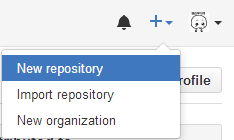 New repository
Import repository
New organization
rofile